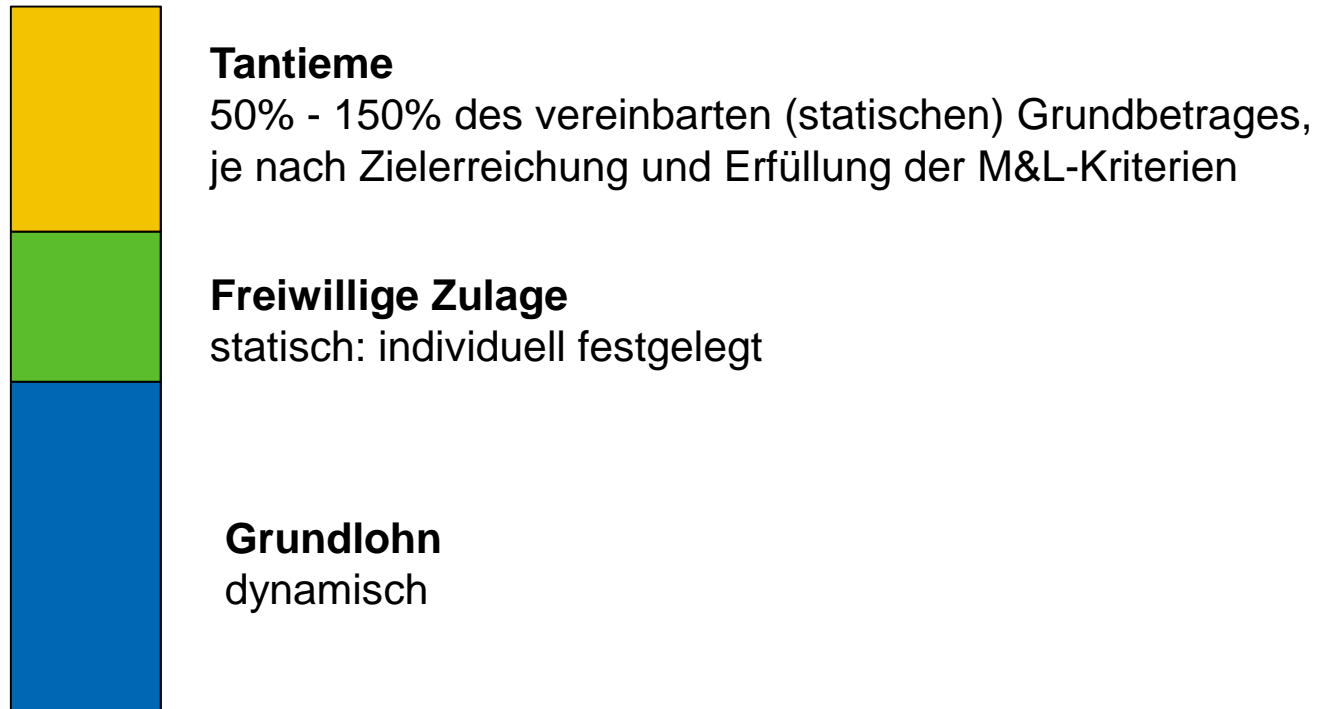 Tantieme
50% - 150% des vereinbarten (statischen) Grundbetrages,
je nach Zielerreichung und Erfüllung der M&L-Kriterien
Freiwillige Zulage
statisch: individuell festgelegt
Grundlohn
dynamisch